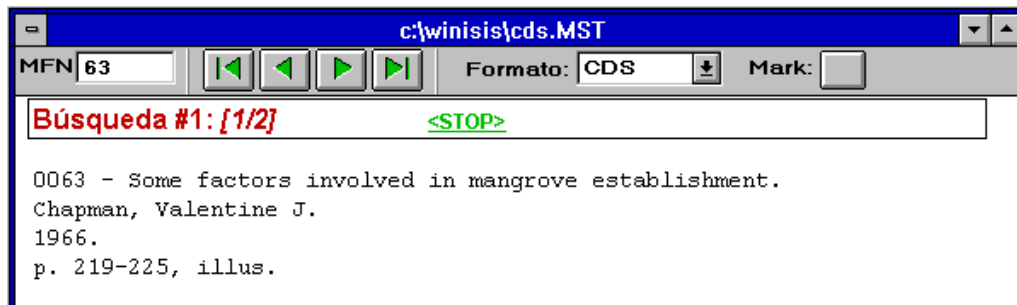 c:\winisis\cds.MST
MFN 63 Formato: CDS Mark:
Búsqueda #1: [1/2] <STOP>
0063 - Some factors involved in mangrove establishment.
Chapman, Valentine J.
1966.
p. 219-225, illus.